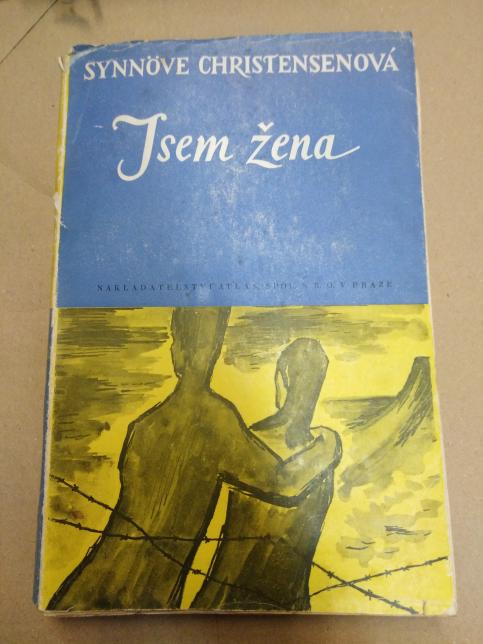 SYNNÖVE CHRISTENSENOVÁ
Jsem žena
NAKLADATELSTVÍ ATLAS, SPOL. S R. O. V PRAZE